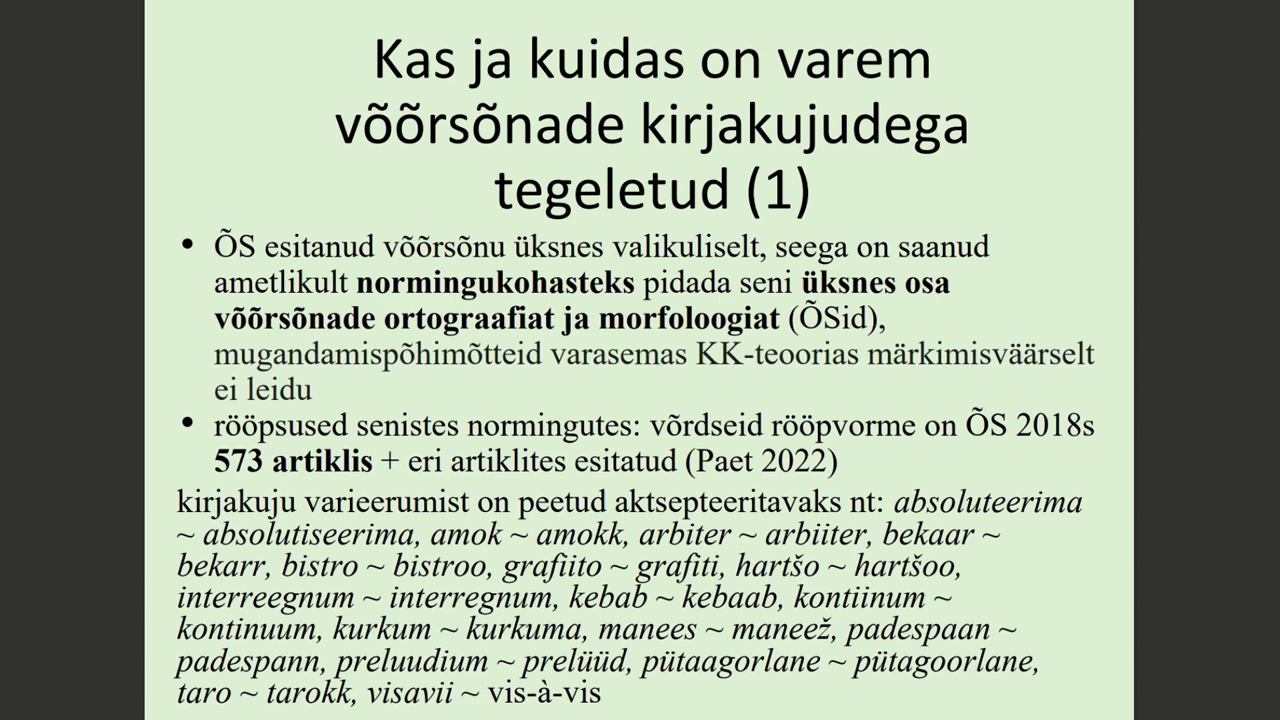 Kas ja kuidas on varem
võõrsõnade kirjakujudega
tegeletud (1)
• ÕS esitanud võõrsõnu üksnes valikuliselt, seega on saanud
ametlikult normingukohasteks pidada seni üksnes osa
võõrsõnade ortograafiat ja morfoloogiat (ÕSid),
mugandamispõhimõtteid varasemas KK-teoorias märkimisväärselt
ei leidu
• rööpsused senistes normingutes: võrdseid rööpvorme on ÕS 2018s
573 artiklis + eri artiklites esitatud (Paet 2022)
kirjakuju varieerumist on peetud aktsepteeritavaks nt: absoluteerima
~ absolutiseerima, amok ~ amokk, arbiter ~ arbiiter, bekaar ~
bekarr, bistro ~ bistroo, grafiito ~ grafiti, hartšo ~ hartšoo,
interreegnum ~ interregnum, kebab ~ kebaab, kontiinum ~
kontinuum, kurkum ~ kurkuma, manees ~ maneež, padespaan ~
padespann, preluudium ~ prelüüd, pütaagorlane ~ pütagoorlane,
taro ~ tarokk, visavii ~ vis-à-vis